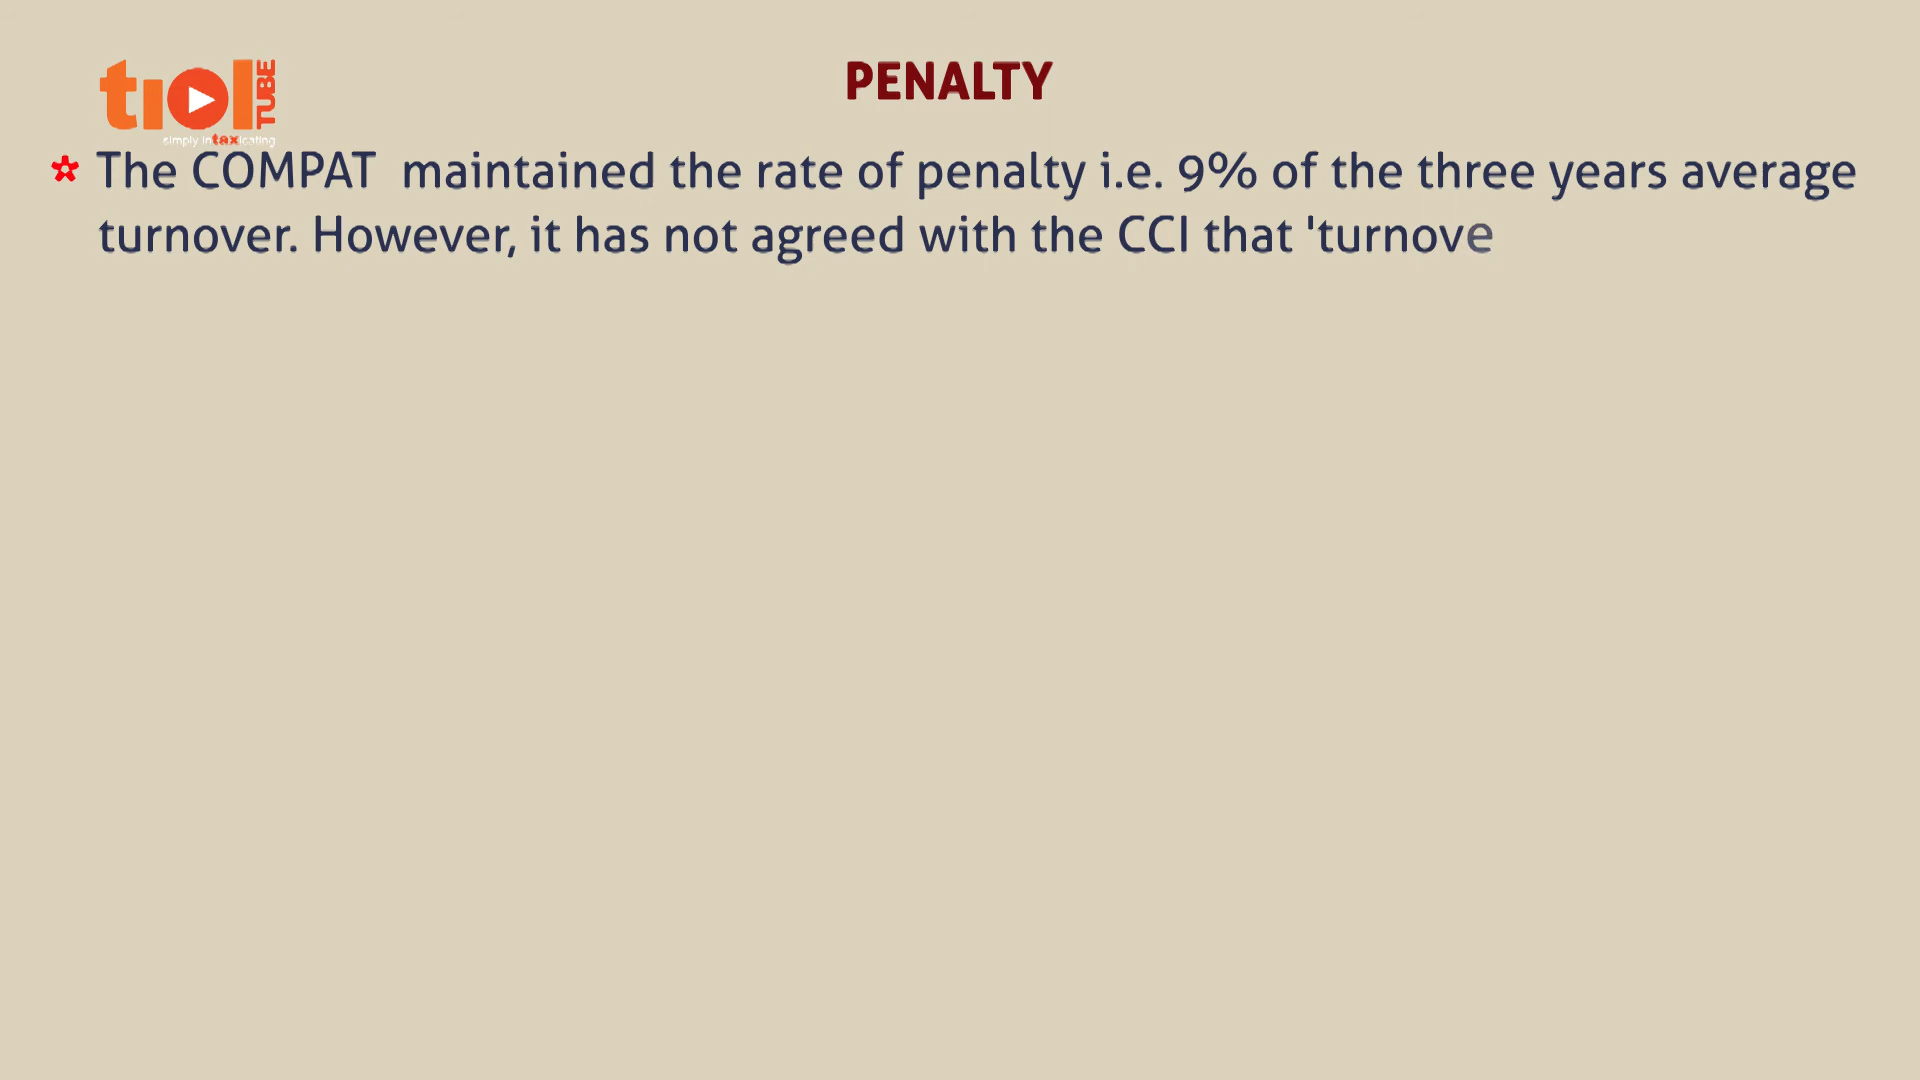 PENALTY
tiol TUBE
simply intaxicating
* The COMPAT maintained the rate of penalty i.e. 9% of the three years average
turnover. However, it has not agreed with the CCI that 'turnove